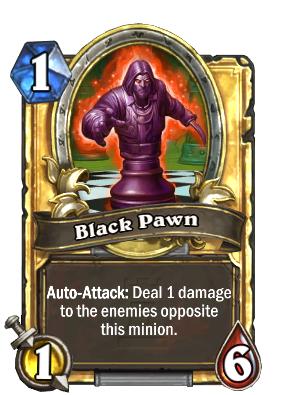 1
Black Pawn
Auto-Attack: Deal 1 damage
to the enemies opposite
this minion.
1
6